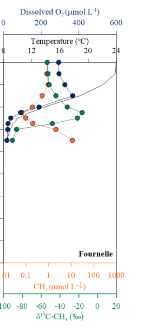 Dissolved O₂ (µmol L⁻¹)
0 200 400 600
Temperature (°C)
8 12 16 20 24
Fournelle
.01 0.1 1 10 100 1000
CH₄ (µmol L⁻¹)
-100 -80 -60 -40 -20 0 20
δ¹³C-CH₄ (‰)